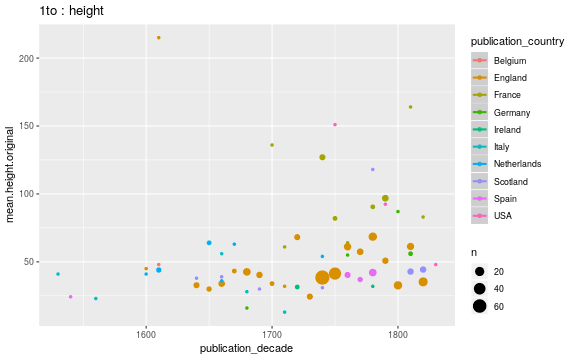 1to : height
mean.height.original
200
150
100
50
1600
1700
1800
publication_decade
publication_country
Belgium
England
France
Germany
Ireland
Italy
Netherlands
Scotland
Spain
USA
n
20
40
60